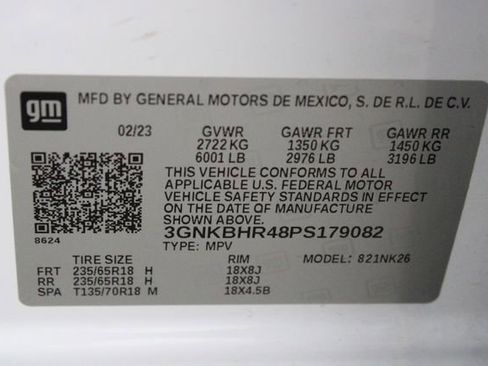 gm MFD BY GENERAL MOTORS DE MEXICO, S. DE R.L. DE C.V.
02/23 GVWR GAWR FRT GAWR RR
2722 KG 1350 KG 1450 KG
6001 LB 2976 LB 3196 LB
THIS VEHICLE CONFORMS TO ALL
APPLICABLE U.S. FEDERAL MOTOR
VEHICLE SAFETY STANDARDS IN EFFECT
ON THE DATE OF MANUFACTURE
SHOWN ABOVE.
8624 3GNKBHR48PS179082
TYPE: MPV
TIRE SIZE RIM MODEL: 821NK26
FRT 235/65R18 H 18X8J
RR 235/65R18 H 18X8J
SPA T135/70R18 M 18X4.5B